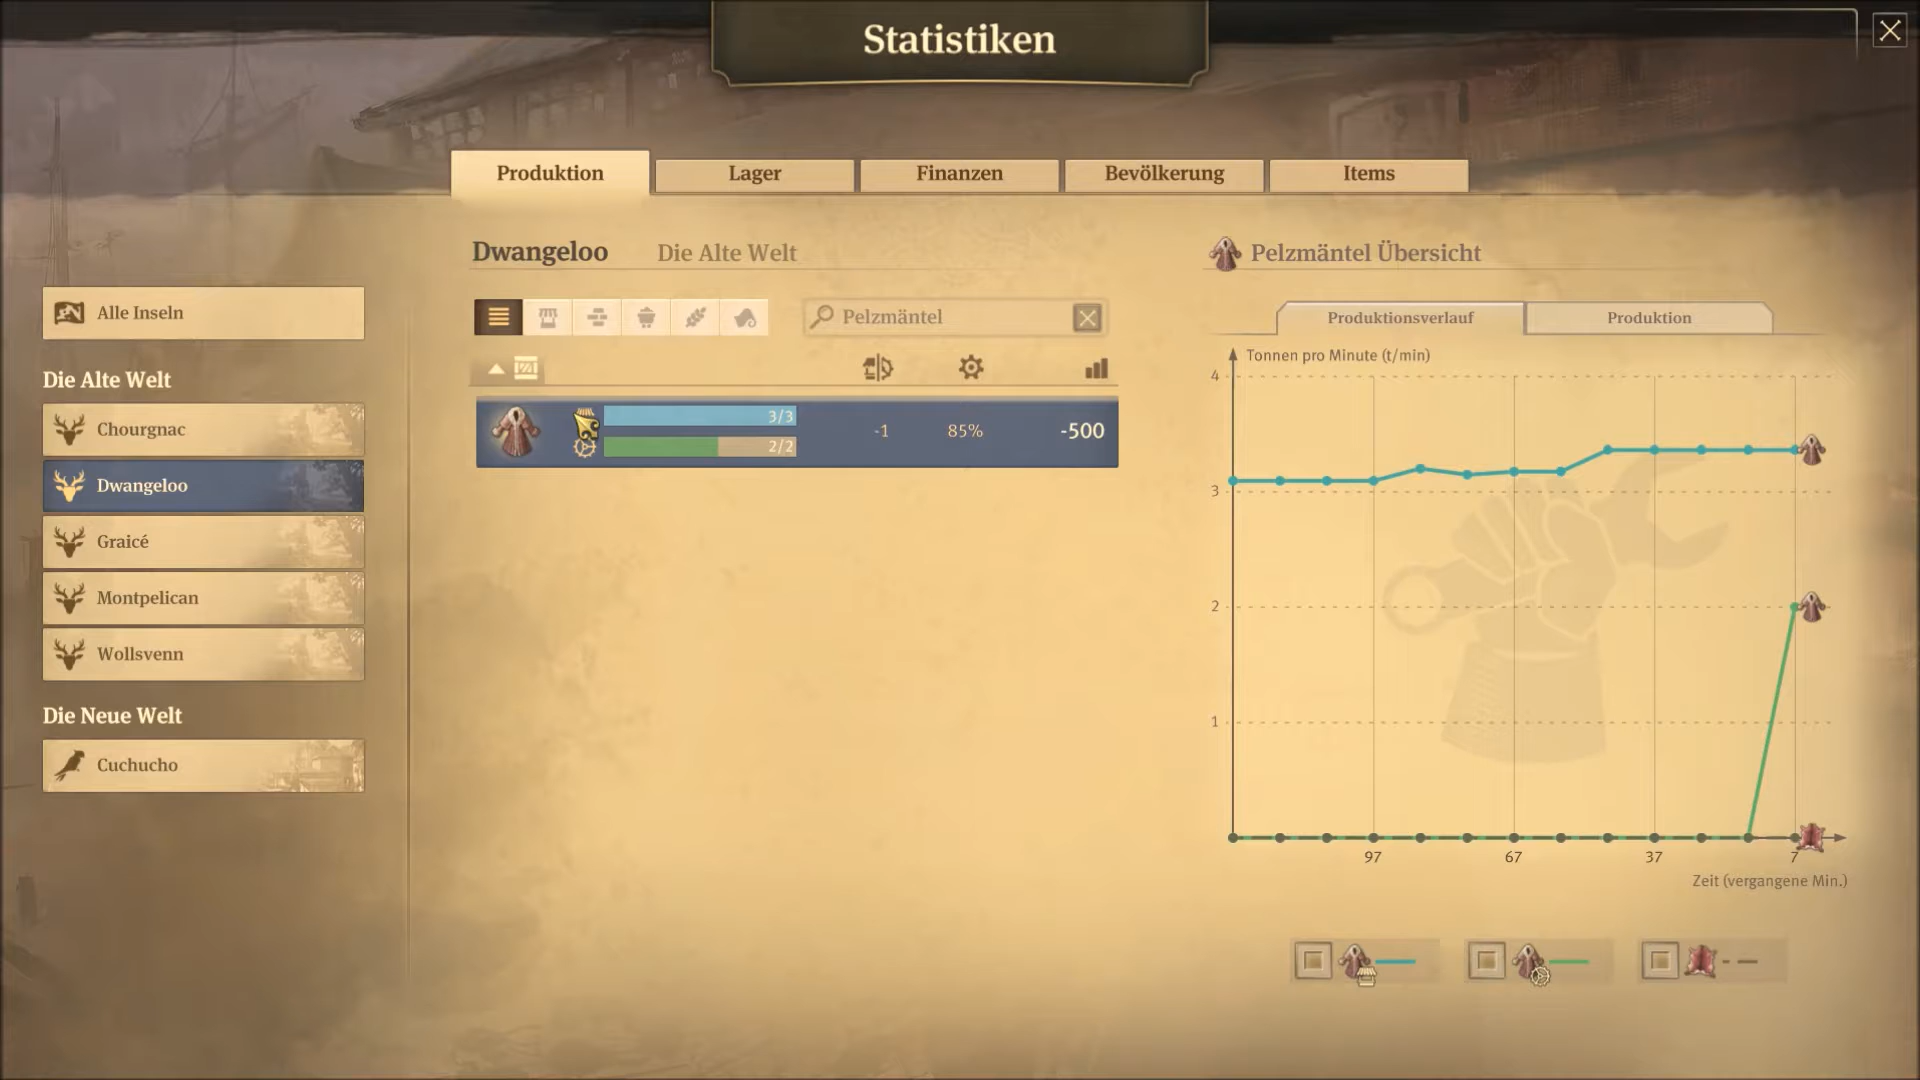 Statistiken
Produktion
Lager
Finanzen
Bevölkerung
Items
Alle Inseln
Die Alte Welt
Chourgnac
Dwangeloo
Graicé
Montpelican
Wollsvenn
Die Neue Welt
Cuchucho
Dwangeloo
Die Alte Welt
Pelzmäntel
3/3
2/2
-1
85%
-500
Pelzmäntel Übersicht
Produktionsverlauf
Produktion
Tonnen pro Minute (t/min)
4
3
2
1
97
67
37
7
Zeit (vergangene Min.)